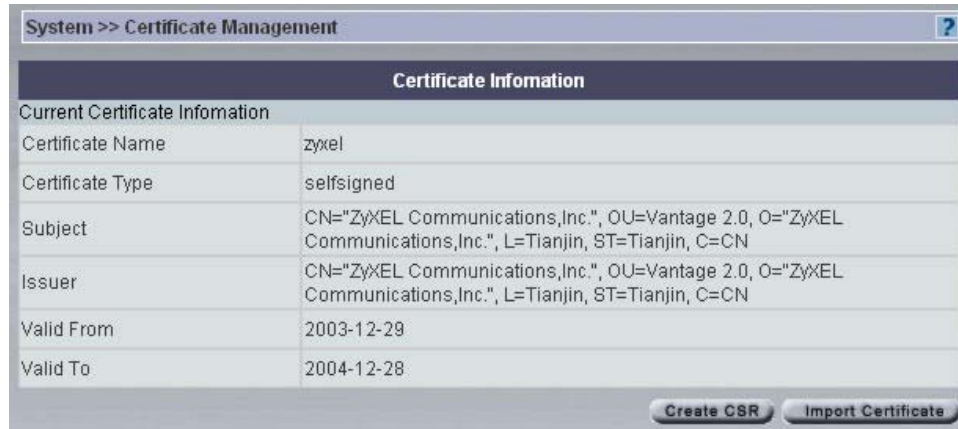 System >> Certificate Management
?
Certificate Infomation
Current Certificate Infomation
Certificate Name zyxel
Certificate Type selfsigned
Subject CN="ZyXEL Communications,Inc.", OU=Vantage 2.0, O="ZyXEL
Communications,Inc.", L=Tianjin, ST=Tianjin, C=CN
Issuer CN="ZyXEL Communications,Inc.", OU=Vantage 2.0, O="ZyXEL
Communications,Inc.", L=Tianjin, ST=Tianjin, C=CN
Valid From 2003-12-29
Valid To 2004-12-28
Create CSR Import Certificate